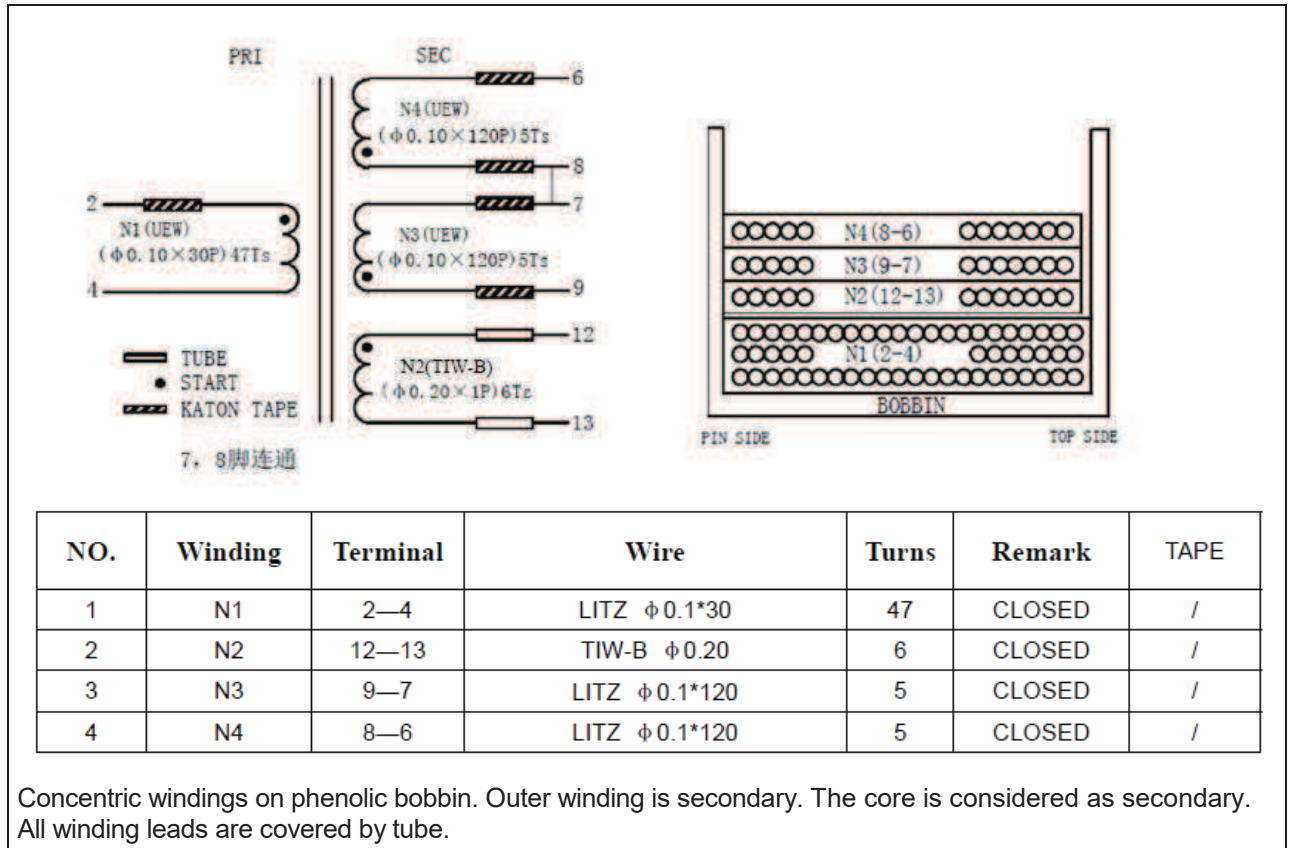 PRI
SEC
6
N4(UEW)
(φ0.10×120P)5Ts
8
7
2
N1(UEW)
(φ0.10×30P)47Ts
N3(UEW)
(φ0.10×120P)5Ts
4
9
12
N2(TIW-B)
(φ0.20×1P)6Ts
13
TUBE
START
KATON TAPE
7, 8脚连通
N4(8-6)
N3(9-7)
N2(12-13)
N1(2-4)
BOBBIN
PIN SIDE
TOP SIDE
NO. Winding Terminal Wire Turns Remark TAPE
1 N1 2—4 LITZ φ0.1*30 47 CLOSED /
2 N2 12—13 TIW-B φ0.20 6 CLOSED /
3 N3 9—7 LITZ φ0.1*120 5 CLOSED /
4 N4 8—6 LITZ φ0.1*120 5 CLOSED /
Concentric windings on phenolic bobbin. Outer winding is secondary. The core is considered as secondary.
All winding leads are covered by tube.